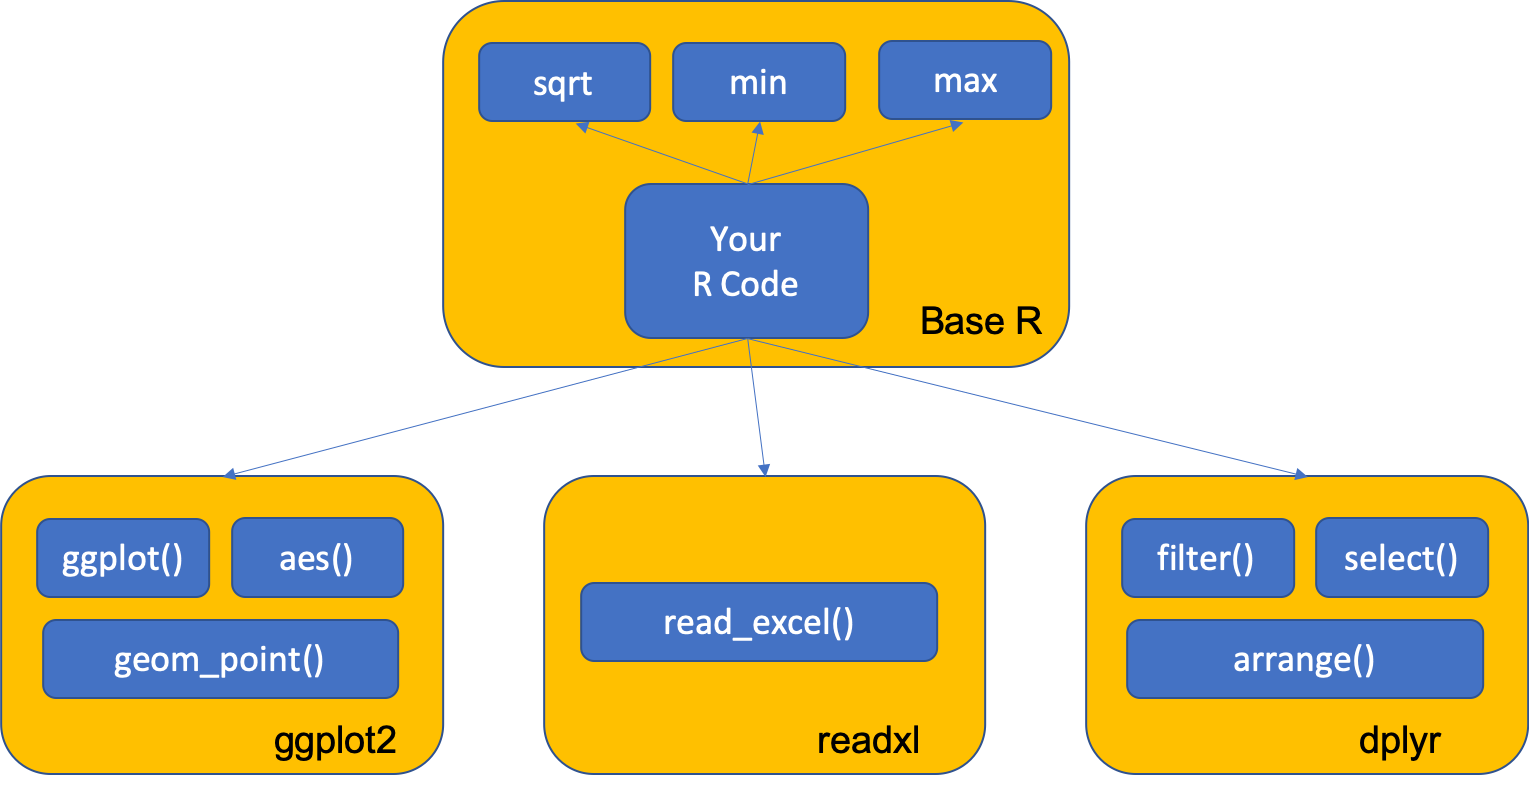 sqrt
min
max
Your
R Code
Base R
ggplot()
aes()
geom_point()
ggplot2
read_excel()
readxl
filter()
select()
arrange()
dplyr